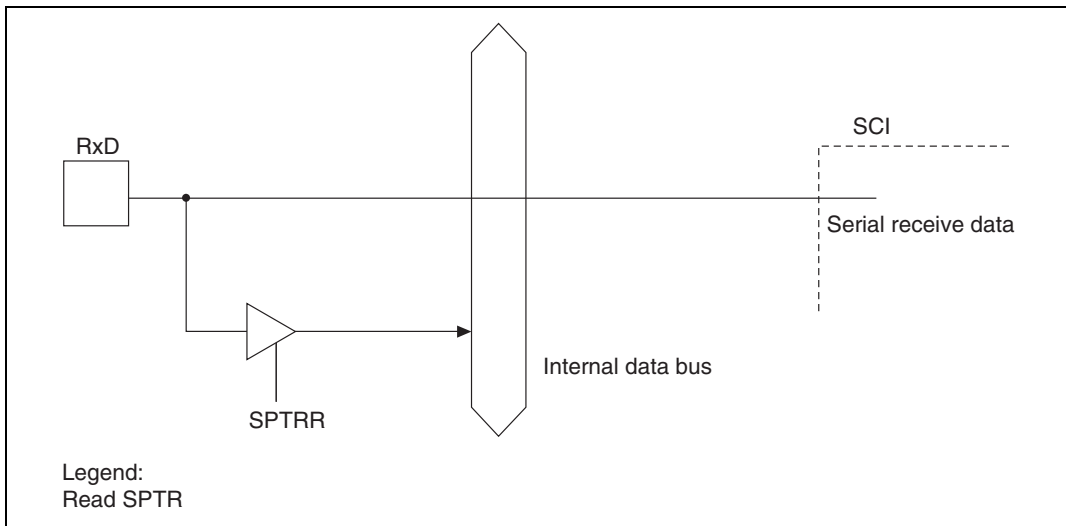 RxD
SCI
Serial receive data
Internal data bus
SPTRR
Legend:
Read SPTR